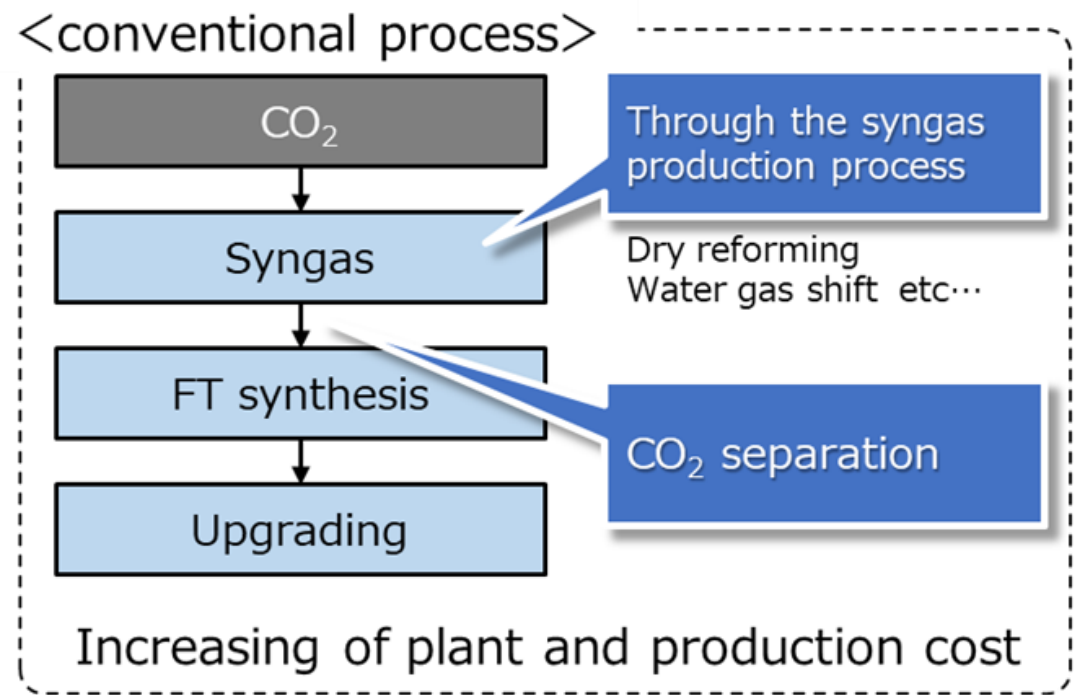 <conventional process>
CO₂
Through the syngas
production process
Syngas
Dry reforming
Water gas shift etc…
FT synthesis
CO₂ separation
Upgrading
Increasing of plant and production cost